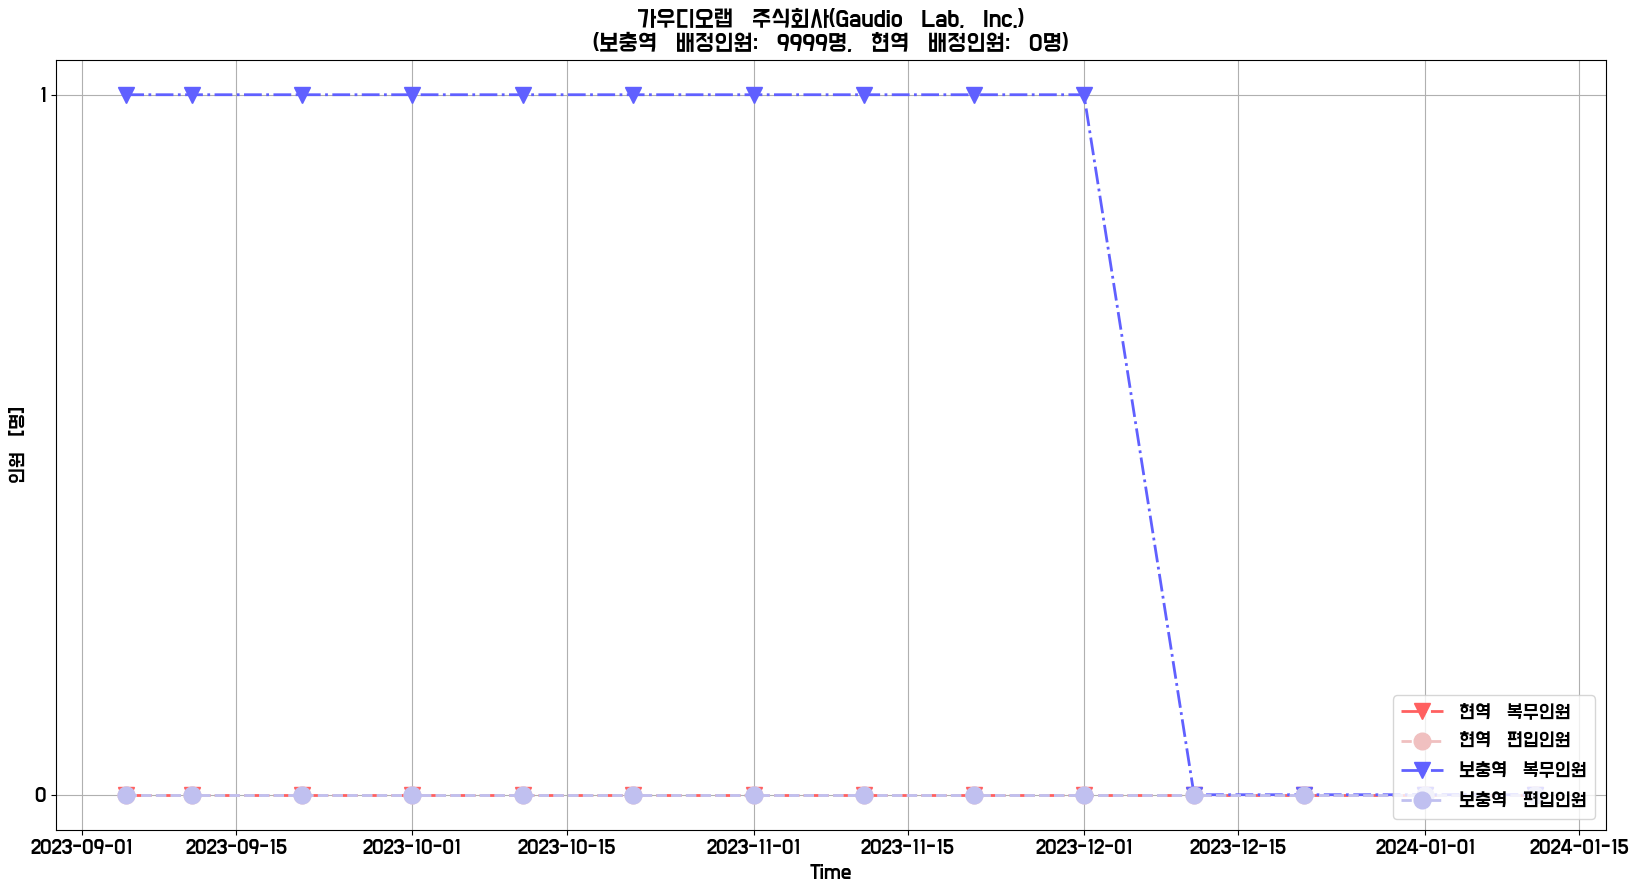 가우디오랩 주식회사(Gaudio Lab, Inc.)
(보충역 배정인원: 9999명, 현역 배정인원: 0명)
인원 [명]
1
0
현역 복무인원
현역 편입인원
보충역 복무인원
보충역 편입인원
2023-09-01 2023-09-15 2023-10-01 2023-10-15 2023-11-01 2023-11-15 2023-12-01 2023-12-15 2024-01-01 2024-01-15
Time